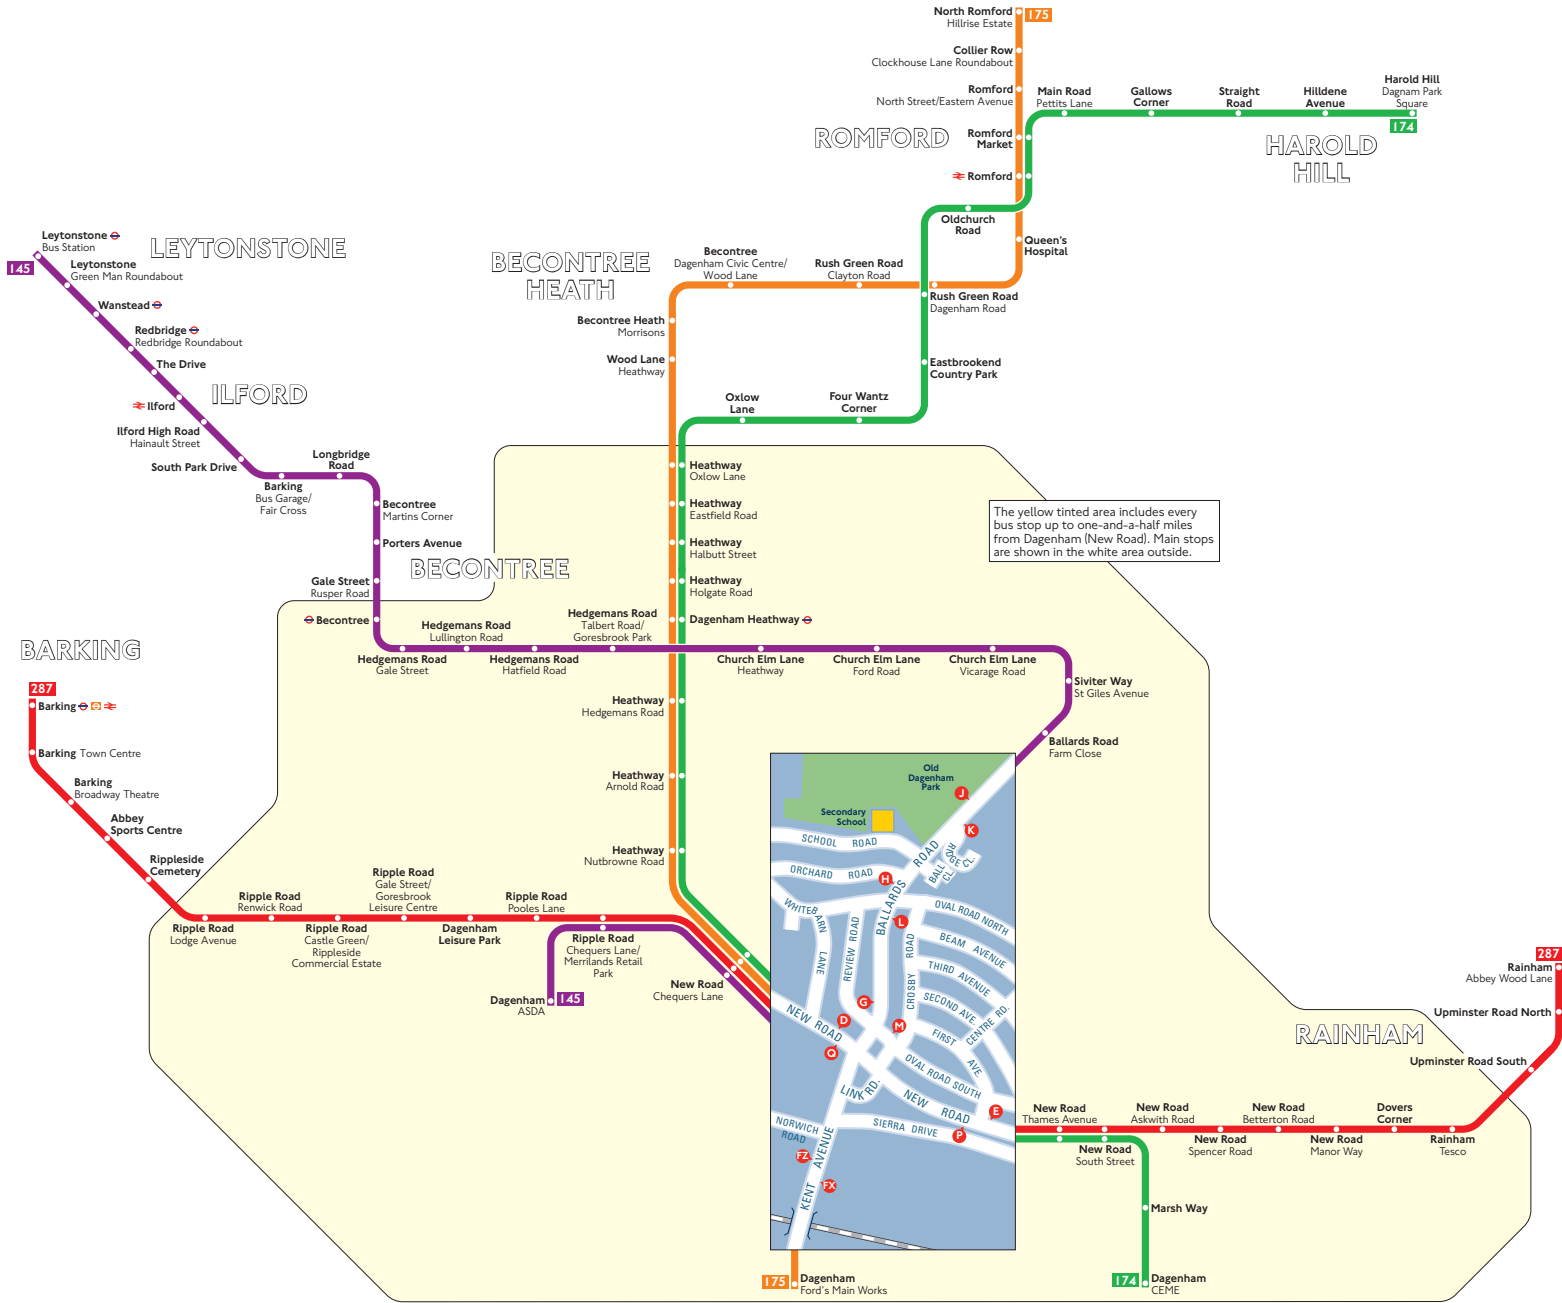 North Romford
Hillrise Estate
175
Collier Row
Clockhouse Lane Roundabout
Romford
North Street/Eastern Avenue
ROMFORD
Romford
Market
Romford
Main Road
Pettits Lane
Gallows
Corner
Straight
Road
Hilldene
Avenue
Harold Hill
Dagnam Park
Square
174
HAROLD
HILL
Oldchurch
Road
Queen's
Hospital
Leytonstone
Bus Station
145
LEYTONSTONE
Leytonstone
Green Man Roundabout
Wanstead
Redbridge
Redbridge Roundabout
The Drive
ILFORD
Ilford
Ilford High Road
Hainault Street
South Park Drive
Barking
Bus Garage/
Fair Cross
Longbridge
Road
Becontree
Martins Corner
Porters Avenue
BECONTREE
Gale Street
Rusper Road
Becontree
BECONTREE
HEATH
Becontree
Dagenham Civic Centre/
Wood Lane
Rush Green Road
Clayton Road
Rush Green Road
Dagenham Road
Becontree Heath
Morrisons
Wood Lane
Heathway
Eastbrookend
Country Park
Oxlow
Lane
Four Wantz
Corner
Heathway
Oxlow Lane
Heathway
Eastfield Road
Heathway
Halbutt Street
Heathway
Holgate Road
Dagenham Heathway
The yellow tinted area includes every
bus stop up to one-and-a-half miles
from Dagenham (New Road). Main stops
are shown in the white area outside.
Hedgemans Road
Gale Street
Hedgemans Road
Lullington Road
Hedgemans Road
Hatfield Road
Hedgemans Road
Talbert Road/
Goresbrook Park
Church Elm Lane
Heathway
Church Elm Lane
Ford Road
Church Elm Lane
Vicarage Road
Siviter Way
St Giles Avenue
Ballards Road
Farm Close
Heathway
Hedgemans Road
Heathway
Arnold Road
Heathway
Nutbrowne Road
BARKING
287
Barking
Barking Town Centre
Barking
Broadway Theatre
Abbey
Sports Centre
Rippleside
Cemetery
Ripple Road
Lodge Avenue
Ripple Road
Renwick Road
Ripple Road
Castle Green/
Rippleside
Commercial Estate
Ripple Road
Gale Street/
Goresbrook
Leisure Centre
Dagenham
Leisure Park
Ripple Road
Pooles Lane
Ripple Road
Chequers Lane/
Merrilands Retail
Park
Dagenham
ASDA
145
New Road
Chequers Lane
Old
Dagenham
Park
Secondary
School
J
K
SCHOOL ROAD
ORCHARD ROAD
H
BALLARDS ROAD
WHITEBARN LANE
L
OVAL ROAD NORTH
BEAM AVENUE
THIRD AVENUE
SECOND AVE.
CENTRE RD.
FIRST AVE.
REVIEW ROAD
CROSBY ROAD
G
D
M
Q
NEW ROAD
OVAL ROAD SOUTH
LINK RD.
NEW ROAD
E
P
NORWICH
ROAD
SIERRA DRIVE
FZ
FX
KENT AVENUE
175
Dagenham
Ford's Main Works
New Road
Thames Avenue
New Road
South Street
New Road
Askwith Road
New Road
Spencer Road
New Road
Betterton Road
New Road
Manor Way
Dovers
Corner
Rainham
Tesco
Marsh Way
174
Dagenham
CEME
RAINHAM
287
Rainham
Abbey Wood Lane
Upminster Road North
Upminster Road South